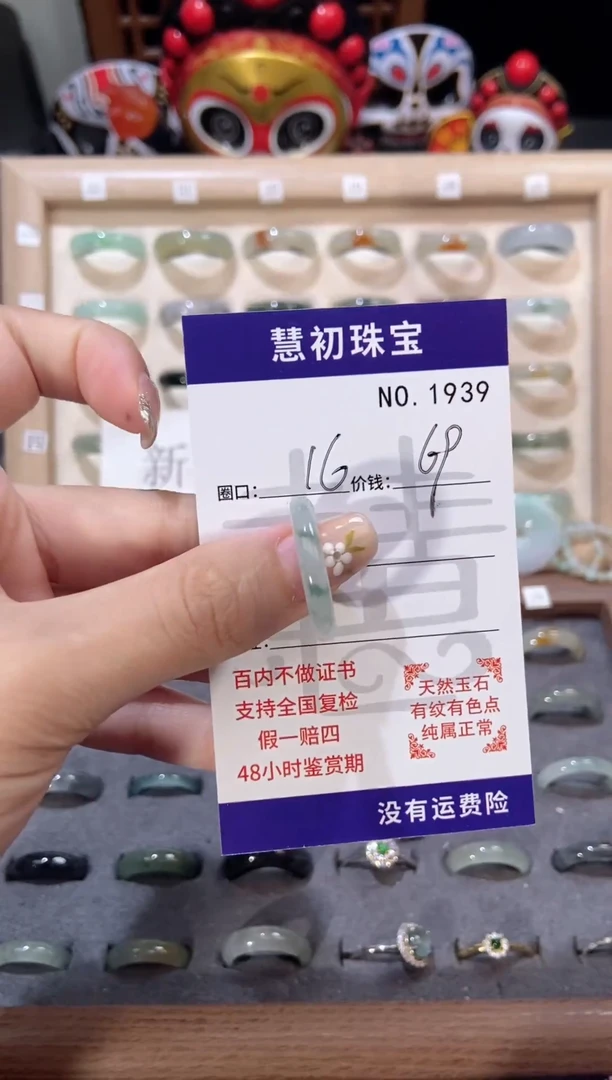 慧初珠宝
NO. 1939
圈口: 16 价钱: 69
百内不做证书
支持全国复检
假一赔四
48小时鉴赏期
天然玉石
有纹有色点
纯属正常
没有运费险
新
四